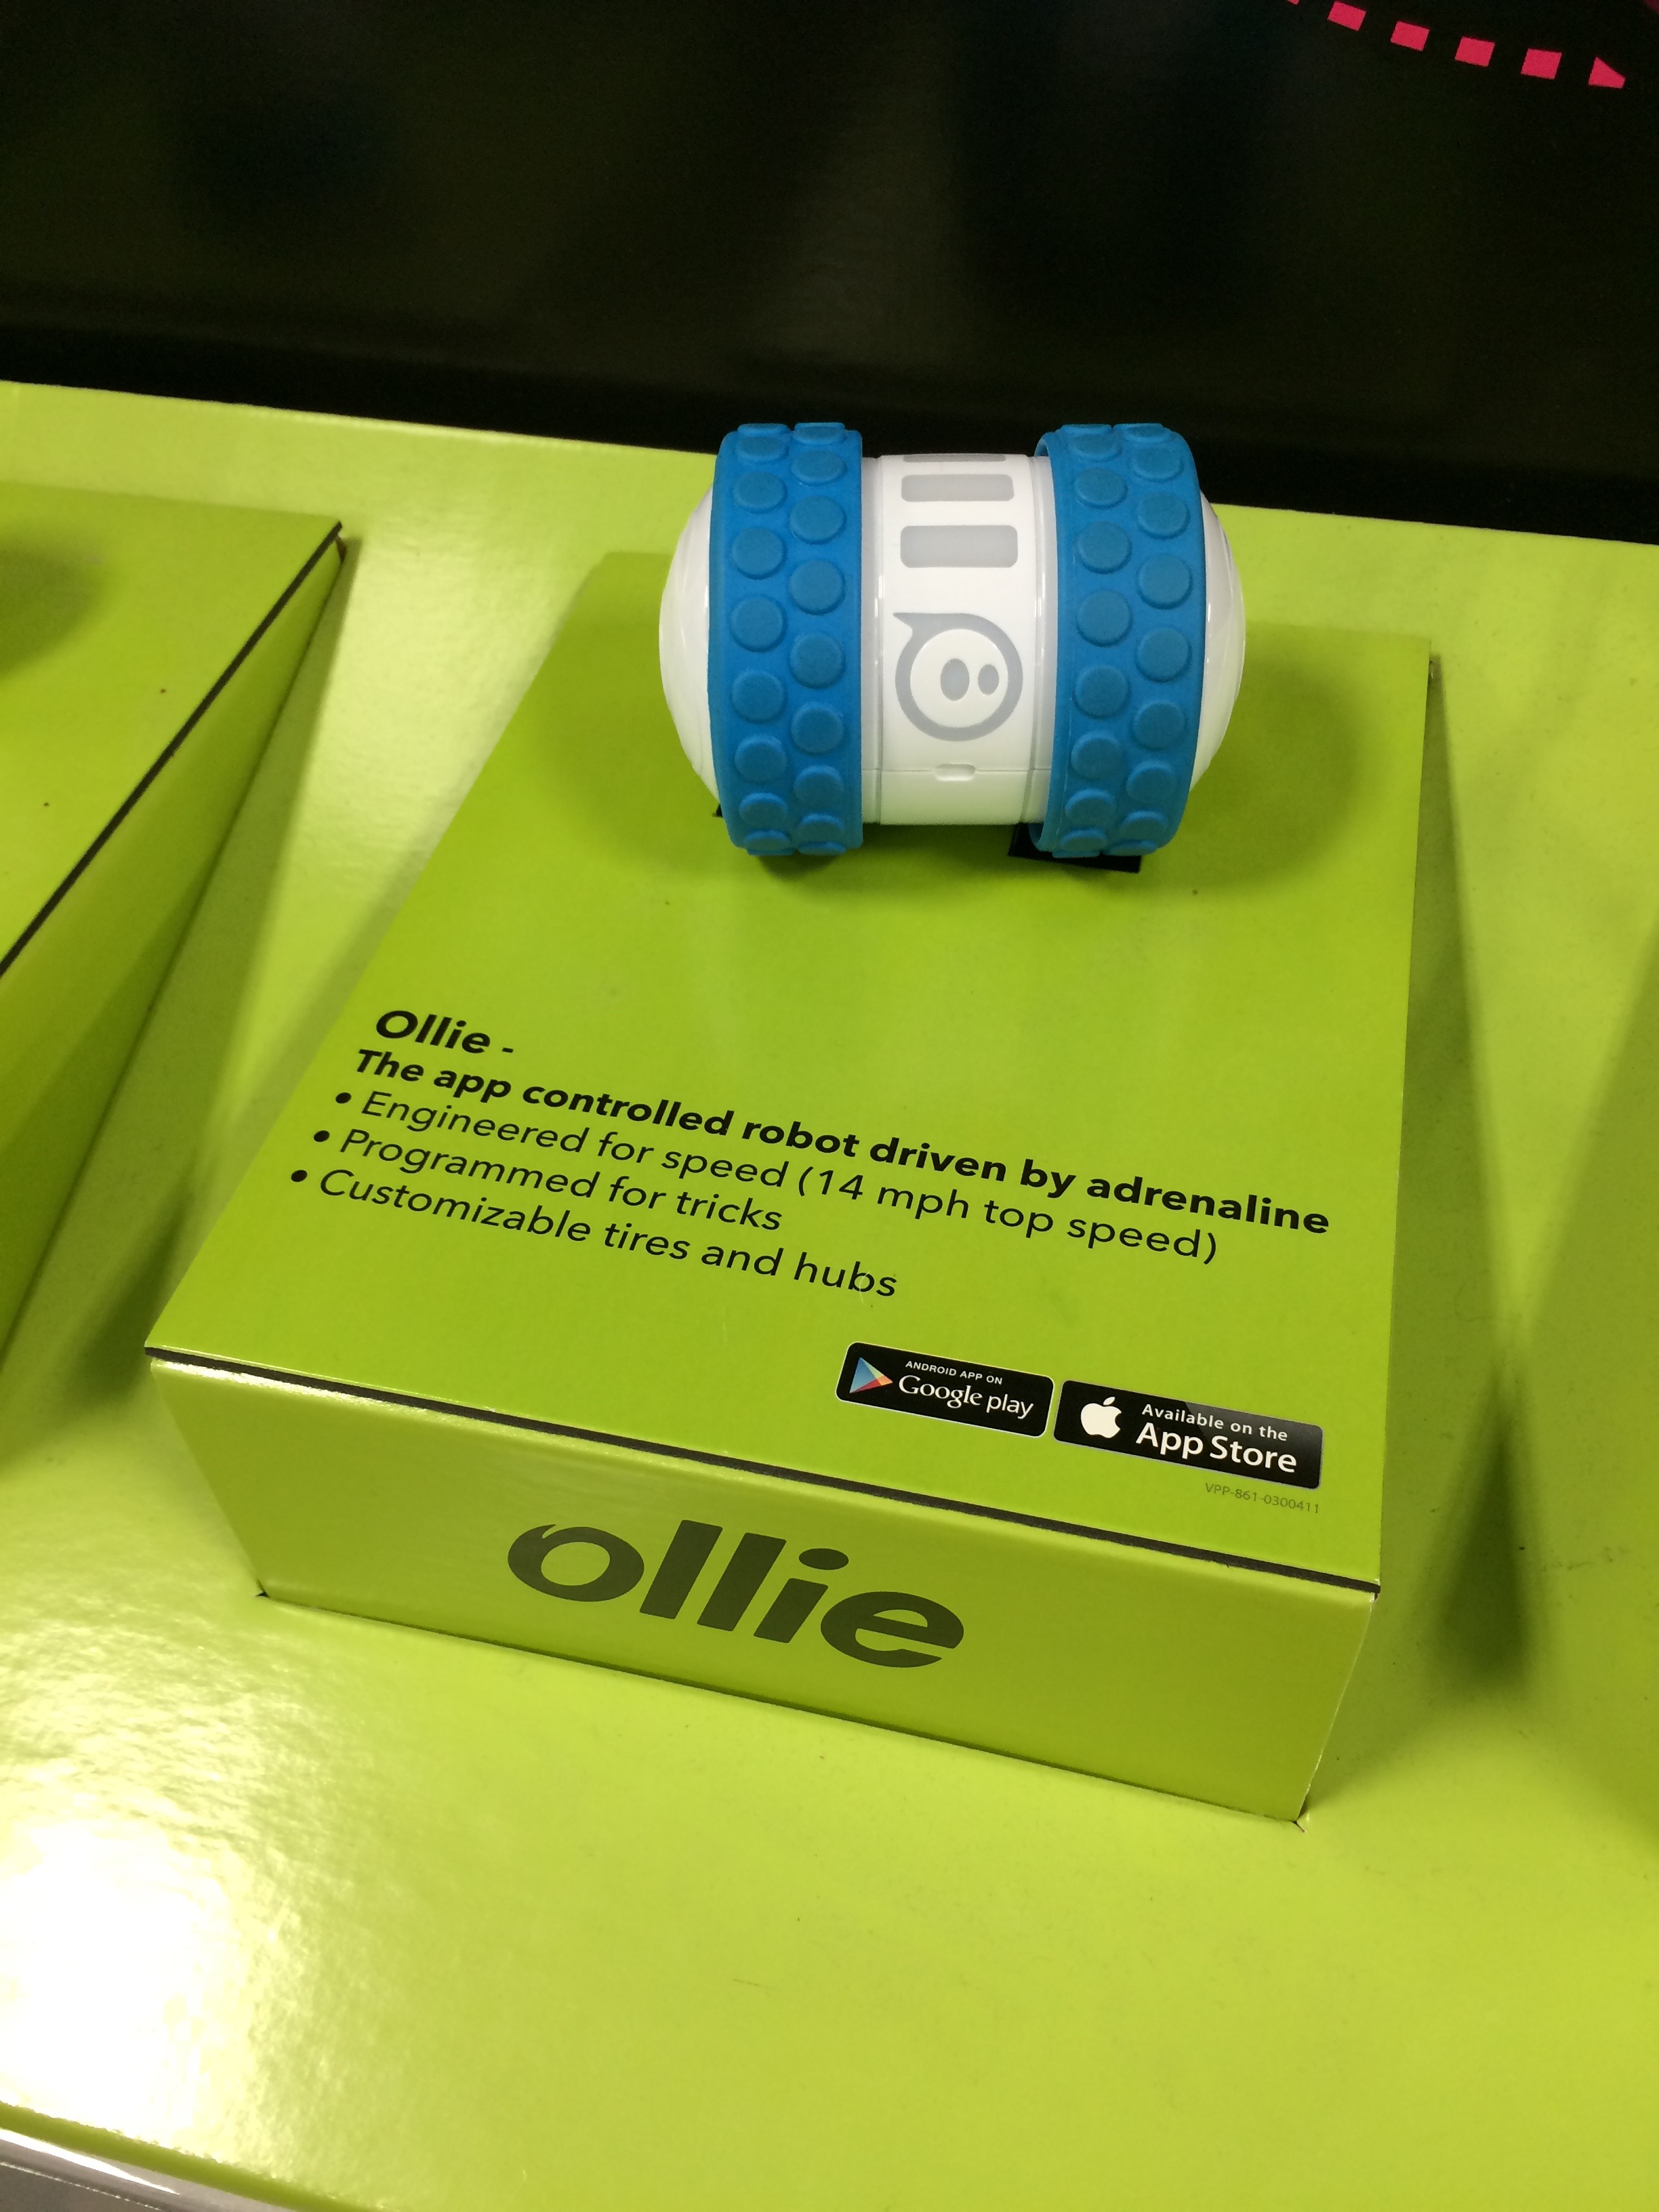 Ollie -
The app controlled robot driven by adrenaline
• Engineered for speed (14 mph top speed)
• Programmed for tricks
• Customizable tires and hubs
ANDROID APP ON
Google play
Available on the
App Store
VPP-861-0300411
ollie